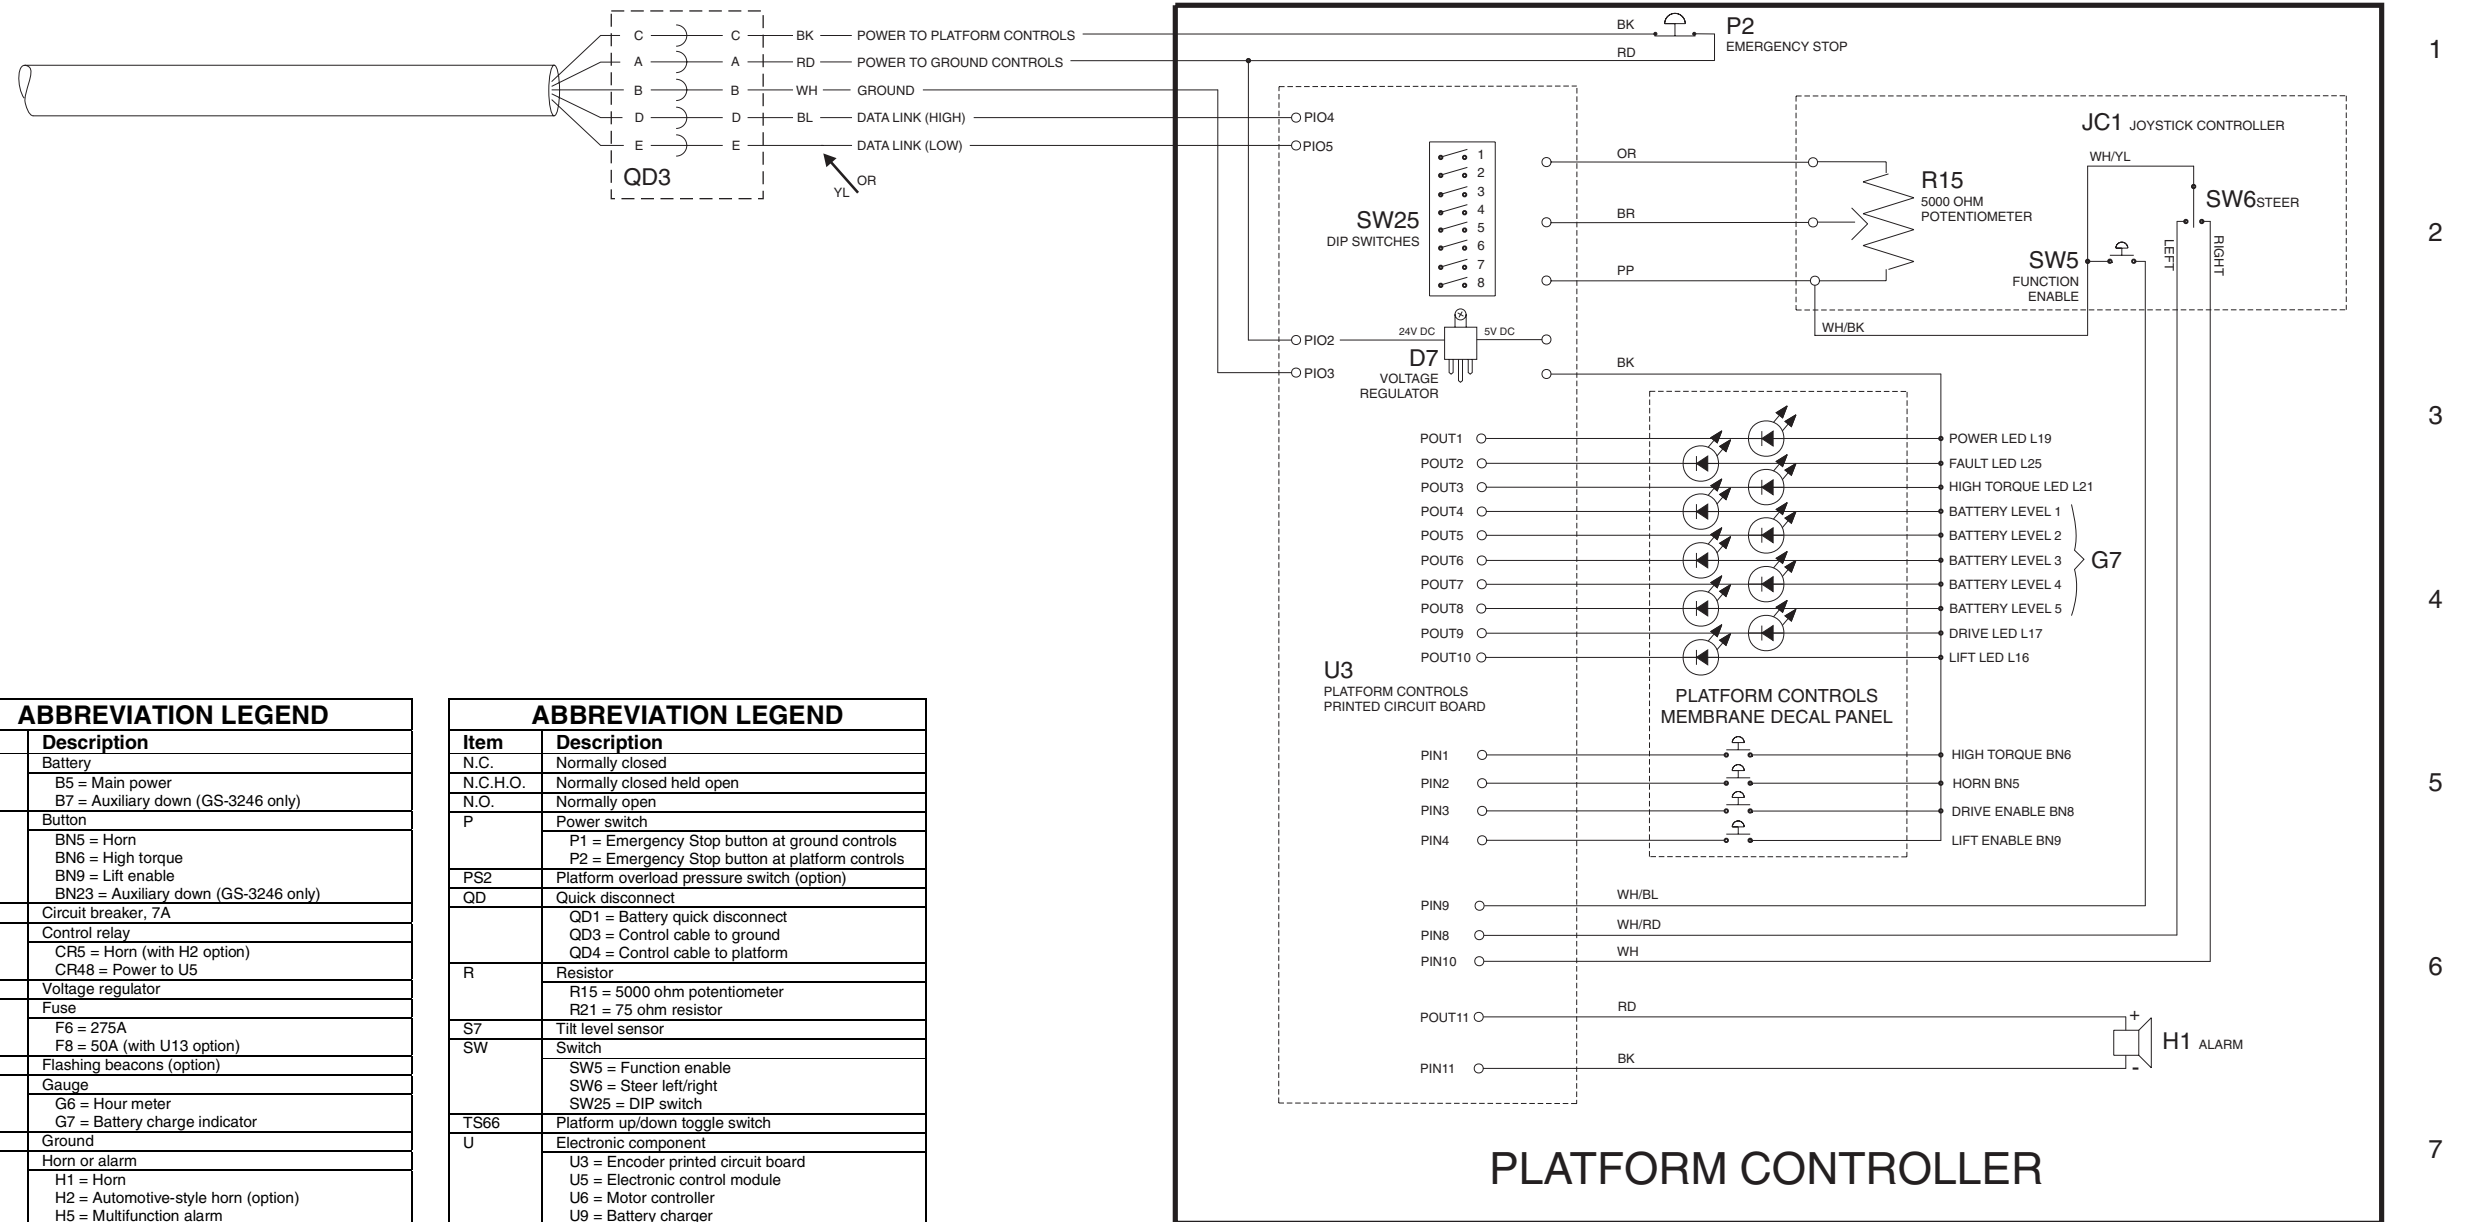 C C BK POWER TO PLATFORM CONTROLS
A A RD POWER TO GROUND CONTROLS
B B WH GROUND
D D BL DATA LINK (HIGH)
E E DATA LINK (LOW)
QD3
YL OR
BK
RD
P2
EMERGENCY STOP
PIO4
PIO5
SW25
DIP SWITCHES
1
2
3
4
5
6
7
8
OR
BR
PP
JC1 JOYSTICK CONTROLLER
R15
5000 OHM
POTENTIOMETER
WH/YL
SW6 STEER
LEFT
RIGHT
SW5
FUNCTION
ENABLE
WH/BK
PIO2
24V DC
5V DC
D7
VOLTAGE
REGULATOR
PIO3
BK
POUT1 POWER LED L19
POUT2 FAULT LED L25
POUT3 HIGH TORQUE LED L21
POUT4 BATTERY LEVEL 1
POUT5 BATTERY LEVEL 2
POUT6 BATTERY LEVEL 3
POUT7 BATTERY LEVEL 4
POUT8 BATTERY LEVEL 5
G7
POUT9 DRIVE LED L17
POUT10 LIFT LED L16
U3
PLATFORM CONTROLS
PRINTED CIRCUIT BOARD
PLATFORM CONTROLS
MEMBRANE DECAL PANEL
PIN1 HIGH TORQUE BN6
PIN2 HORN BN5
PIN3 DRIVE ENABLE BN8
PIN4 LIFT ENABLE BN9
PIN9 WH/BL
PIN8 WH/RD
PIN10 WH
POUT11 RD
+
H1 ALARM
PIN11 BK
-
PLATFORM CONTROLLER
1
2
3
4
5
6
7
ABBREVIATION LEGEND
Description
Battery
B5 = Main power
B7 = Auxiliary down (GS-3246 only)
Button
BN5 = Horn
BN6 = High torque
BN9 = Lift enable
BN23 = Auxiliary down (GS-3246 only)
Circuit breaker, 7A
Control relay
CR5 = Horn (with H2 option)
CR48 = Power to U5
Voltage regulator
Fuse
F6 = 275A
F8 = 50A (with U13 option)
Flashing beacons (option)
Gauge
G6 = Hour meter
G7 = Battery charge indicator
Ground
Horn or alarm
H1 = Horn
H2 = Automotive-style horn (option)
H5 = Multifunction alarm
ABBREVIATION LEGEND
Item Description
N.C. Normally closed
N.C.H.O. Normally closed held open
N.O. Normally open
P Power switch
P1 = Emergency Stop button at ground controls
P2 = Emergency Stop button at platform controls
PS2 Platform overload pressure switch (option)
QD Quick disconnect
QD1 = Battery quick disconnect
QD3 = Control cable to ground
QD4 = Control cable to platform
R Resistor
R15 = 5000 ohm potentiometer
R21 = 75 ohm resistor
S7 Tilt level sensor
SW Switch
SW5 = Function enable
SW6 = Steer left/right
SW25 = DIP switch
TS66 Platform up/down toggle switch
U Electronic component
U3 = Encoder printed circuit board
U5 = Electronic control module
U6 = Motor controller
U9 = Battery charger